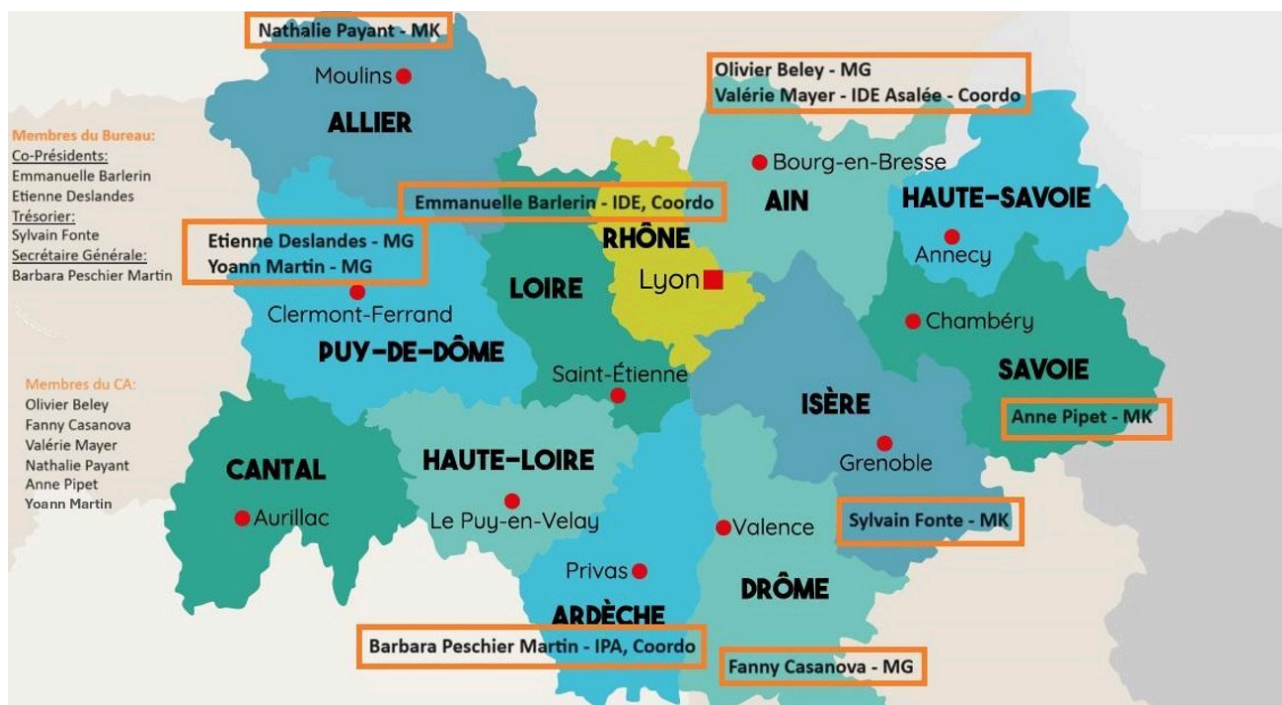 Nathalie Payant - MK
Moulins
ALLIER
Olivier Beley - MG
Valérie Mayer - IDE Asalée - Coordo
Membres du Bureau:
Co-Présidents:
Emmanuelle Barlerin
Etienne Deslandes
Trésorier:
Sylvain Fonte
Secrétaire Générale:
Barbara Peschier Martin
Bourg-en-Bresse
AIN
HAUTE-SAVOIE
Annecy
Emmanuelle Barlerin - IDE, Coordo
RHÔNE
Lyon
Etienne Deslandes - MG
Yoann Martin - MG
Clermont-Ferrand
PUY-DE-DÔME
LOIRE
Saint-Étienne
Chambéry
SAVOIE
Anne Pipet - MK
ISÈRE
Grenoble
Sylvain Fonte - MK
Membres du CA:
Olivier Beley
Fanny Casanova
Valérie Mayer
Nathalie Payant
Anne Pipet
Yoann Martin
CANTAL
Aurillac
HAUTE-LOIRE
Le Puy-en-Velay
Valence
DRÔME
Privas
ARDÈCHE
Barbara Peschier Martin - IPA, Coordo
Fanny Casanova - MG